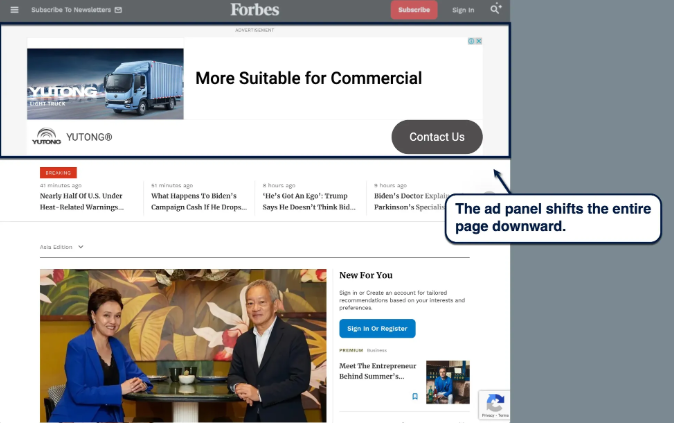 Subscribe To Newsletters
Forbes
Subscribe
Sign In
ADVERTISEMENT
YUTONG
LIGHT TRUCK
More Suitable for Commercial
YUTONG
YUTONG®
Contact Us
BREAKING
41 minutes ago
Nearly Half Of U.S. Under
Heat-Related Warnings...
51 minutes ago
What Happens To Biden's
Campaign Cash If He Drops...
8 hours ago
'He's Got An Ego': Trump
Says He Doesn't Think Bid...
9 hours ago
Biden's Doctor Explai
Parkinson's Specialis
The ad panel shifts the entire
page downward.
Asia Edition
New For You
Sign in or Create an account for tailored
recommendations based on your interests and
preferences.
Sign In Or Register
PREMIUM Business
Meet The Entrepreneur
Behind Summer's...
Privacy - Terms